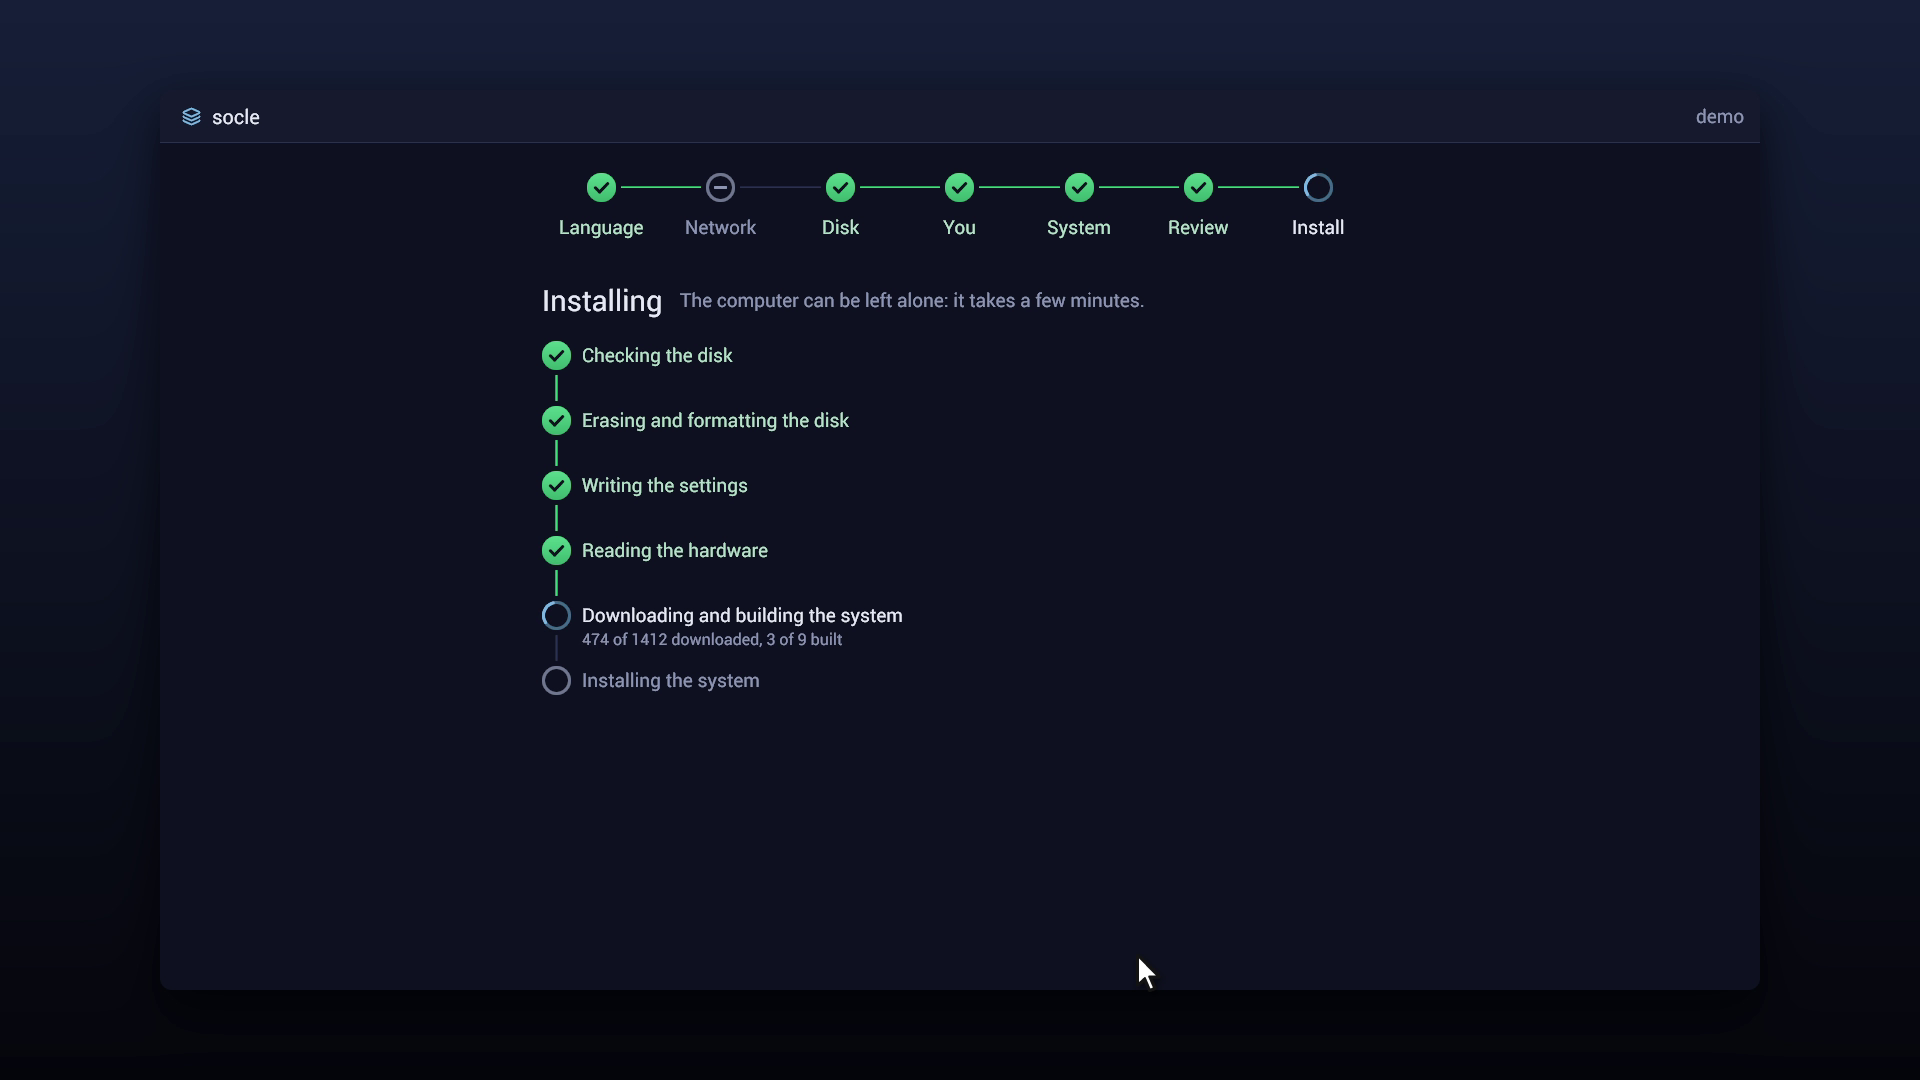 socle
demo
Language
Network
Disk
You
System
Review
Install
Installing
The computer can be left alone: it takes a few minutes.
Checking the disk
Erasing and formatting the disk
Writing the settings
Reading the hardware
Downloading and building the system
474 of 1412 downloaded, 3 of 9 built
Installing the system